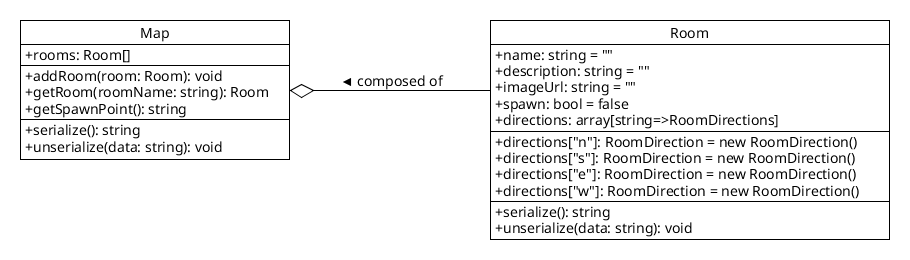 Map
+rooms: Room[]
+addRoom(room: Room): void
+getRoom(roomName: string): Room
+getSpawnPoint(): string
+serialize(): string
+unserialize(data: string): void
◄ composed of
Room
+name: string = ""
+description: string = ""
+imageUrl: string = ""
+spawn: bool = false
+directions: array[string=>RoomDirections]
+directions["n"]: RoomDirection = new RoomDirection()
+directions["s"]: RoomDirection = new RoomDirection()
+directions["e"]: RoomDirection = new RoomDirection()
+directions["w"]: RoomDirection = new RoomDirection()
+serialize(): string
+unserialize(data: string): void